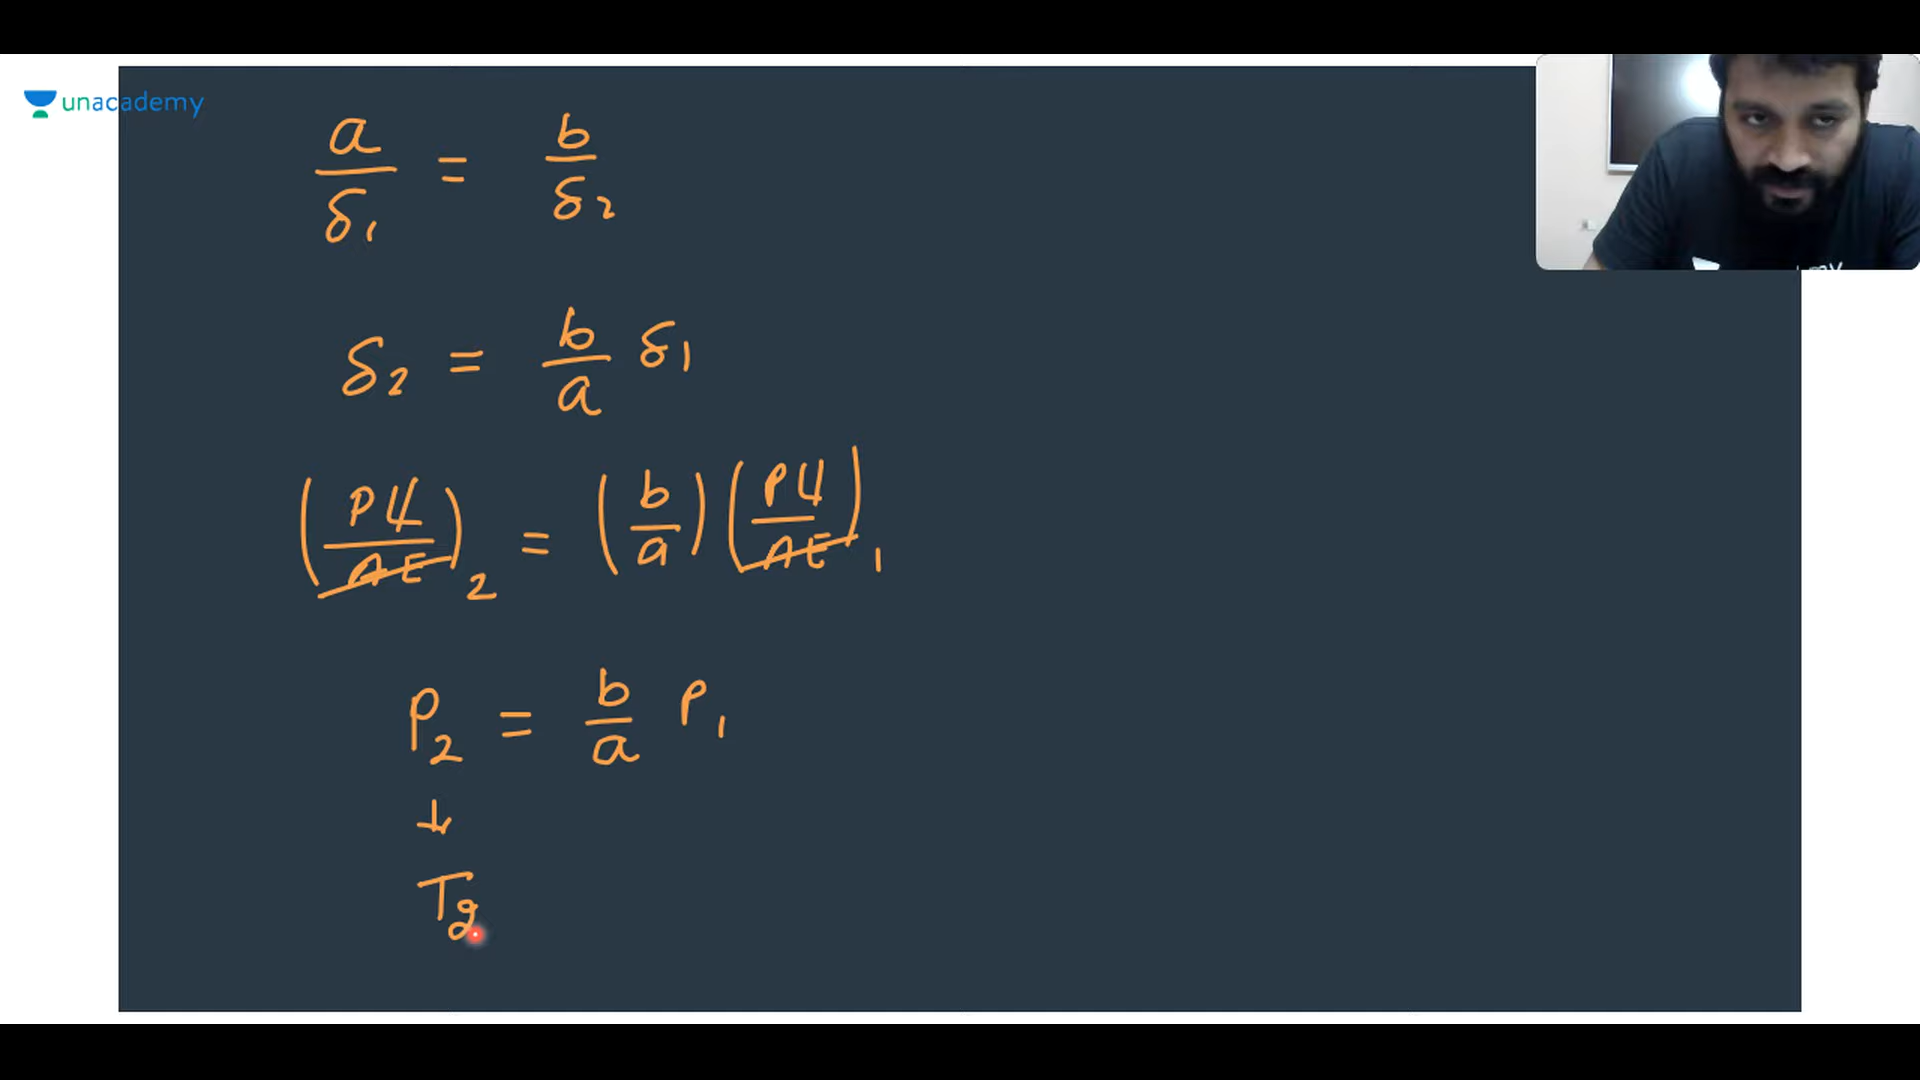 unacademy
a/δ₁ = b/δ₂
δ₂ = b/a δ₁
(PL/AE)₂ = (b/a) (PL/AE)₁
P₂ = b/a P₁
↓
T₂